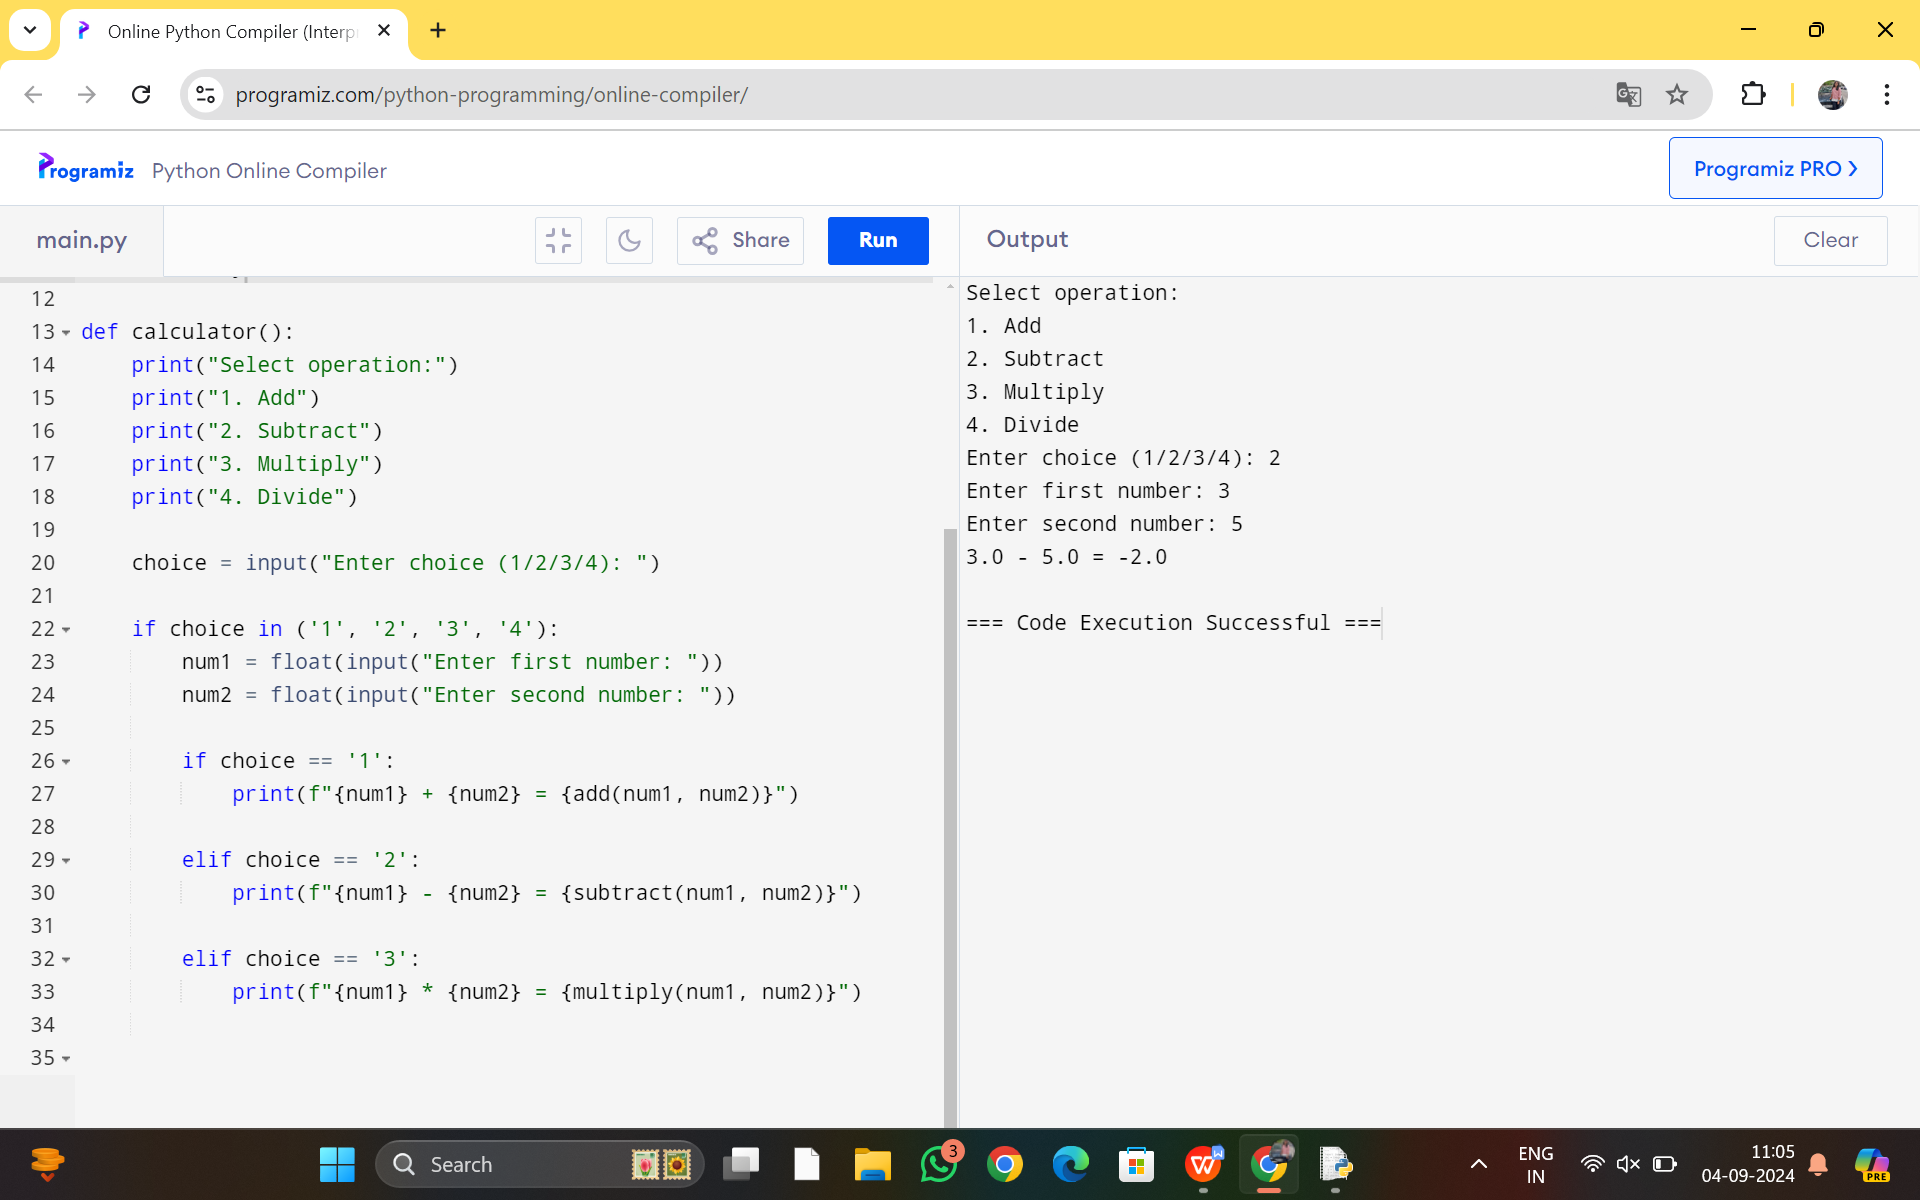 Online Python Compiler (Interp
programiz.com/python-programming/online-compiler/
Programiz Python Online Compiler
Programiz PRO
main.py
Share
Run
Output
Clear
12
13 def calculator():
14     print("Select operation:")
15     print("1. Add")
16     print("2. Subtract")
17     print("3. Multiply")
18     print("4. Divide")
19
20     choice = input("Enter choice (1/2/3/4): ")
21
22     if choice in ('1', '2', '3', '4'):
23         num1 = float(input("Enter first number: "))
24         num2 = float(input("Enter second number: "))
25
26         if choice == '1':
27             print(f"{num1} + {num2} = {add(num1, num2)}")
28
29         elif choice == '2':
30             print(f"{num1} - {num2} = {subtract(num1, num2)}")
31
32         elif choice == '3':
33             print(f"{num1} * {num2} = {multiply(num1, num2)}")
34
35
Select operation:
1. Add
2. Subtract
3. Multiply
4. Divide
Enter choice (1/2/3/4): 2
Enter first number: 3
Enter second number: 5
3.0 - 5.0 = -2.0
=== Code Execution Successful ===
Search
3
W
PRE
ENG
IN
11:05
04-09-2024